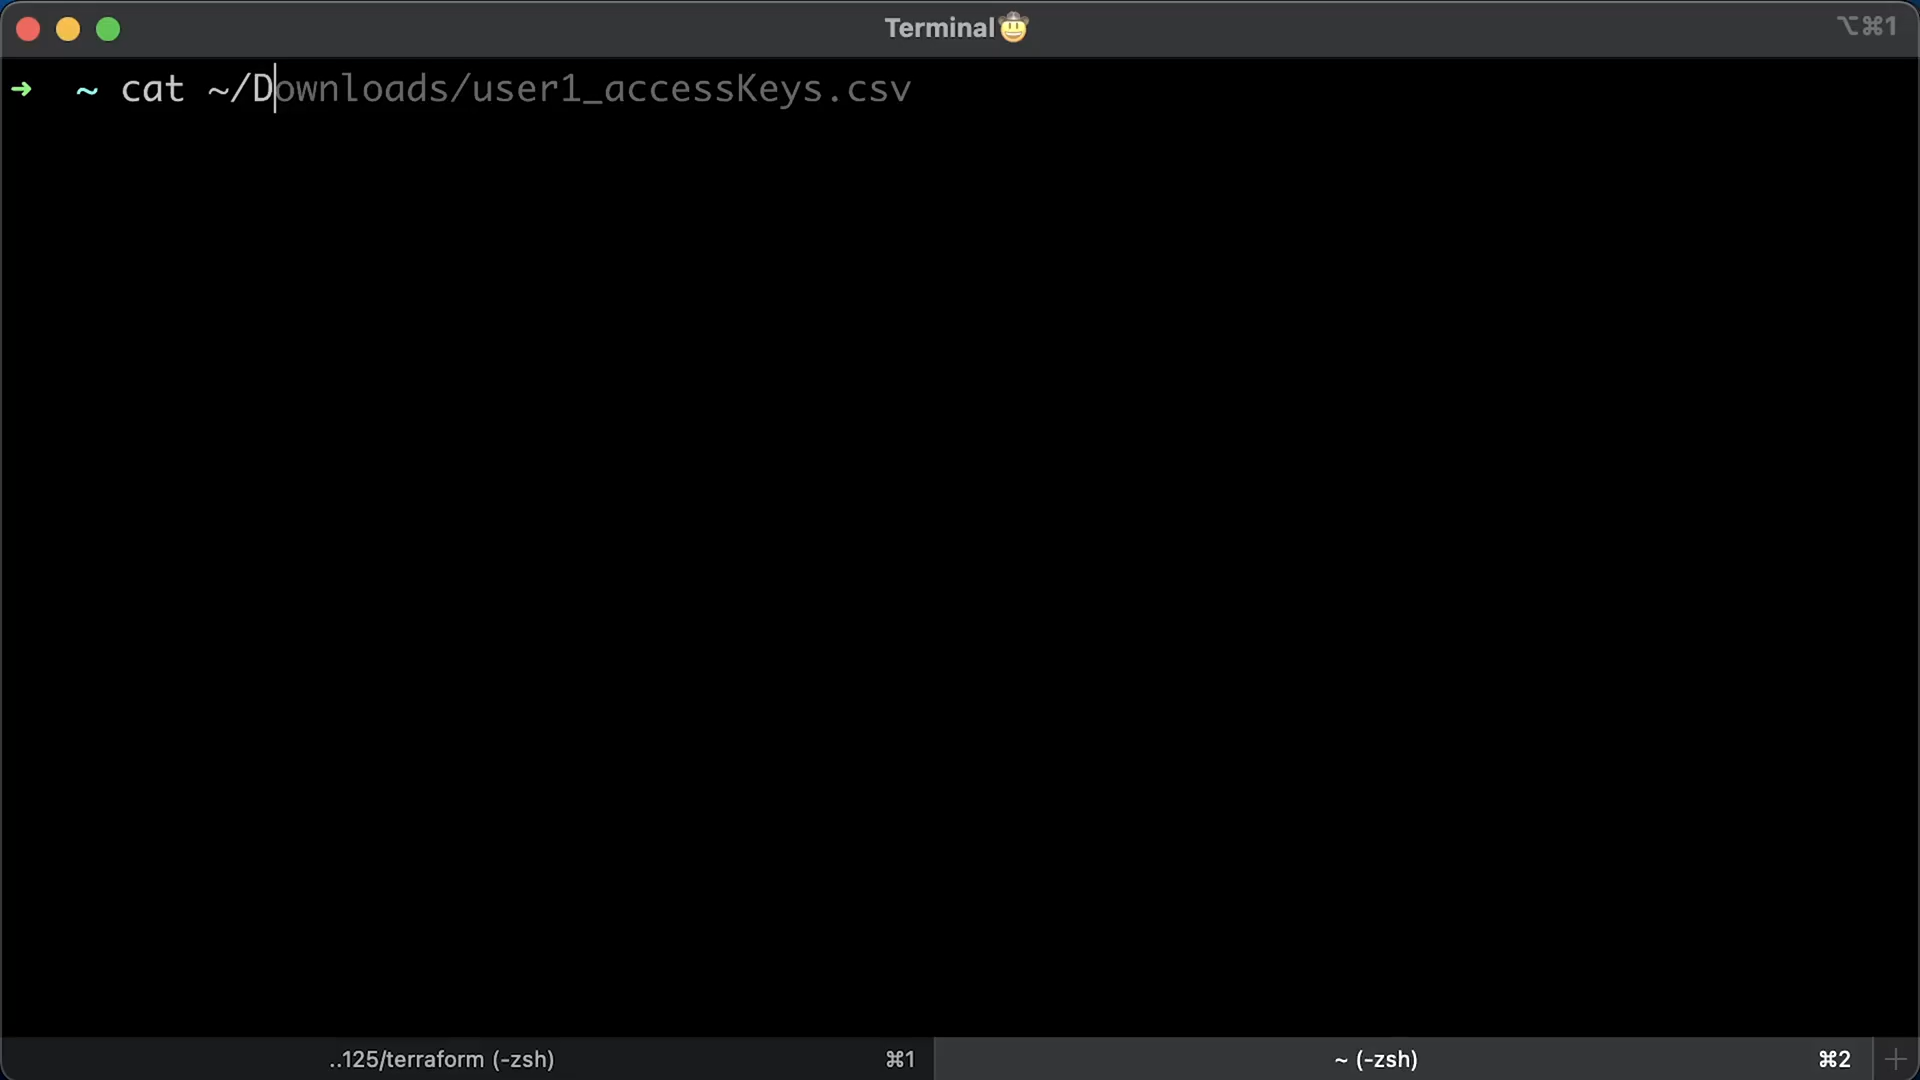 Terminal🤠
⌥⌘1
➜ ~ cat ~/Downloads/user1_accessKeys.csv
..125/terraform (-zsh) ⌘1
~ (-zsh) ⌘2 +